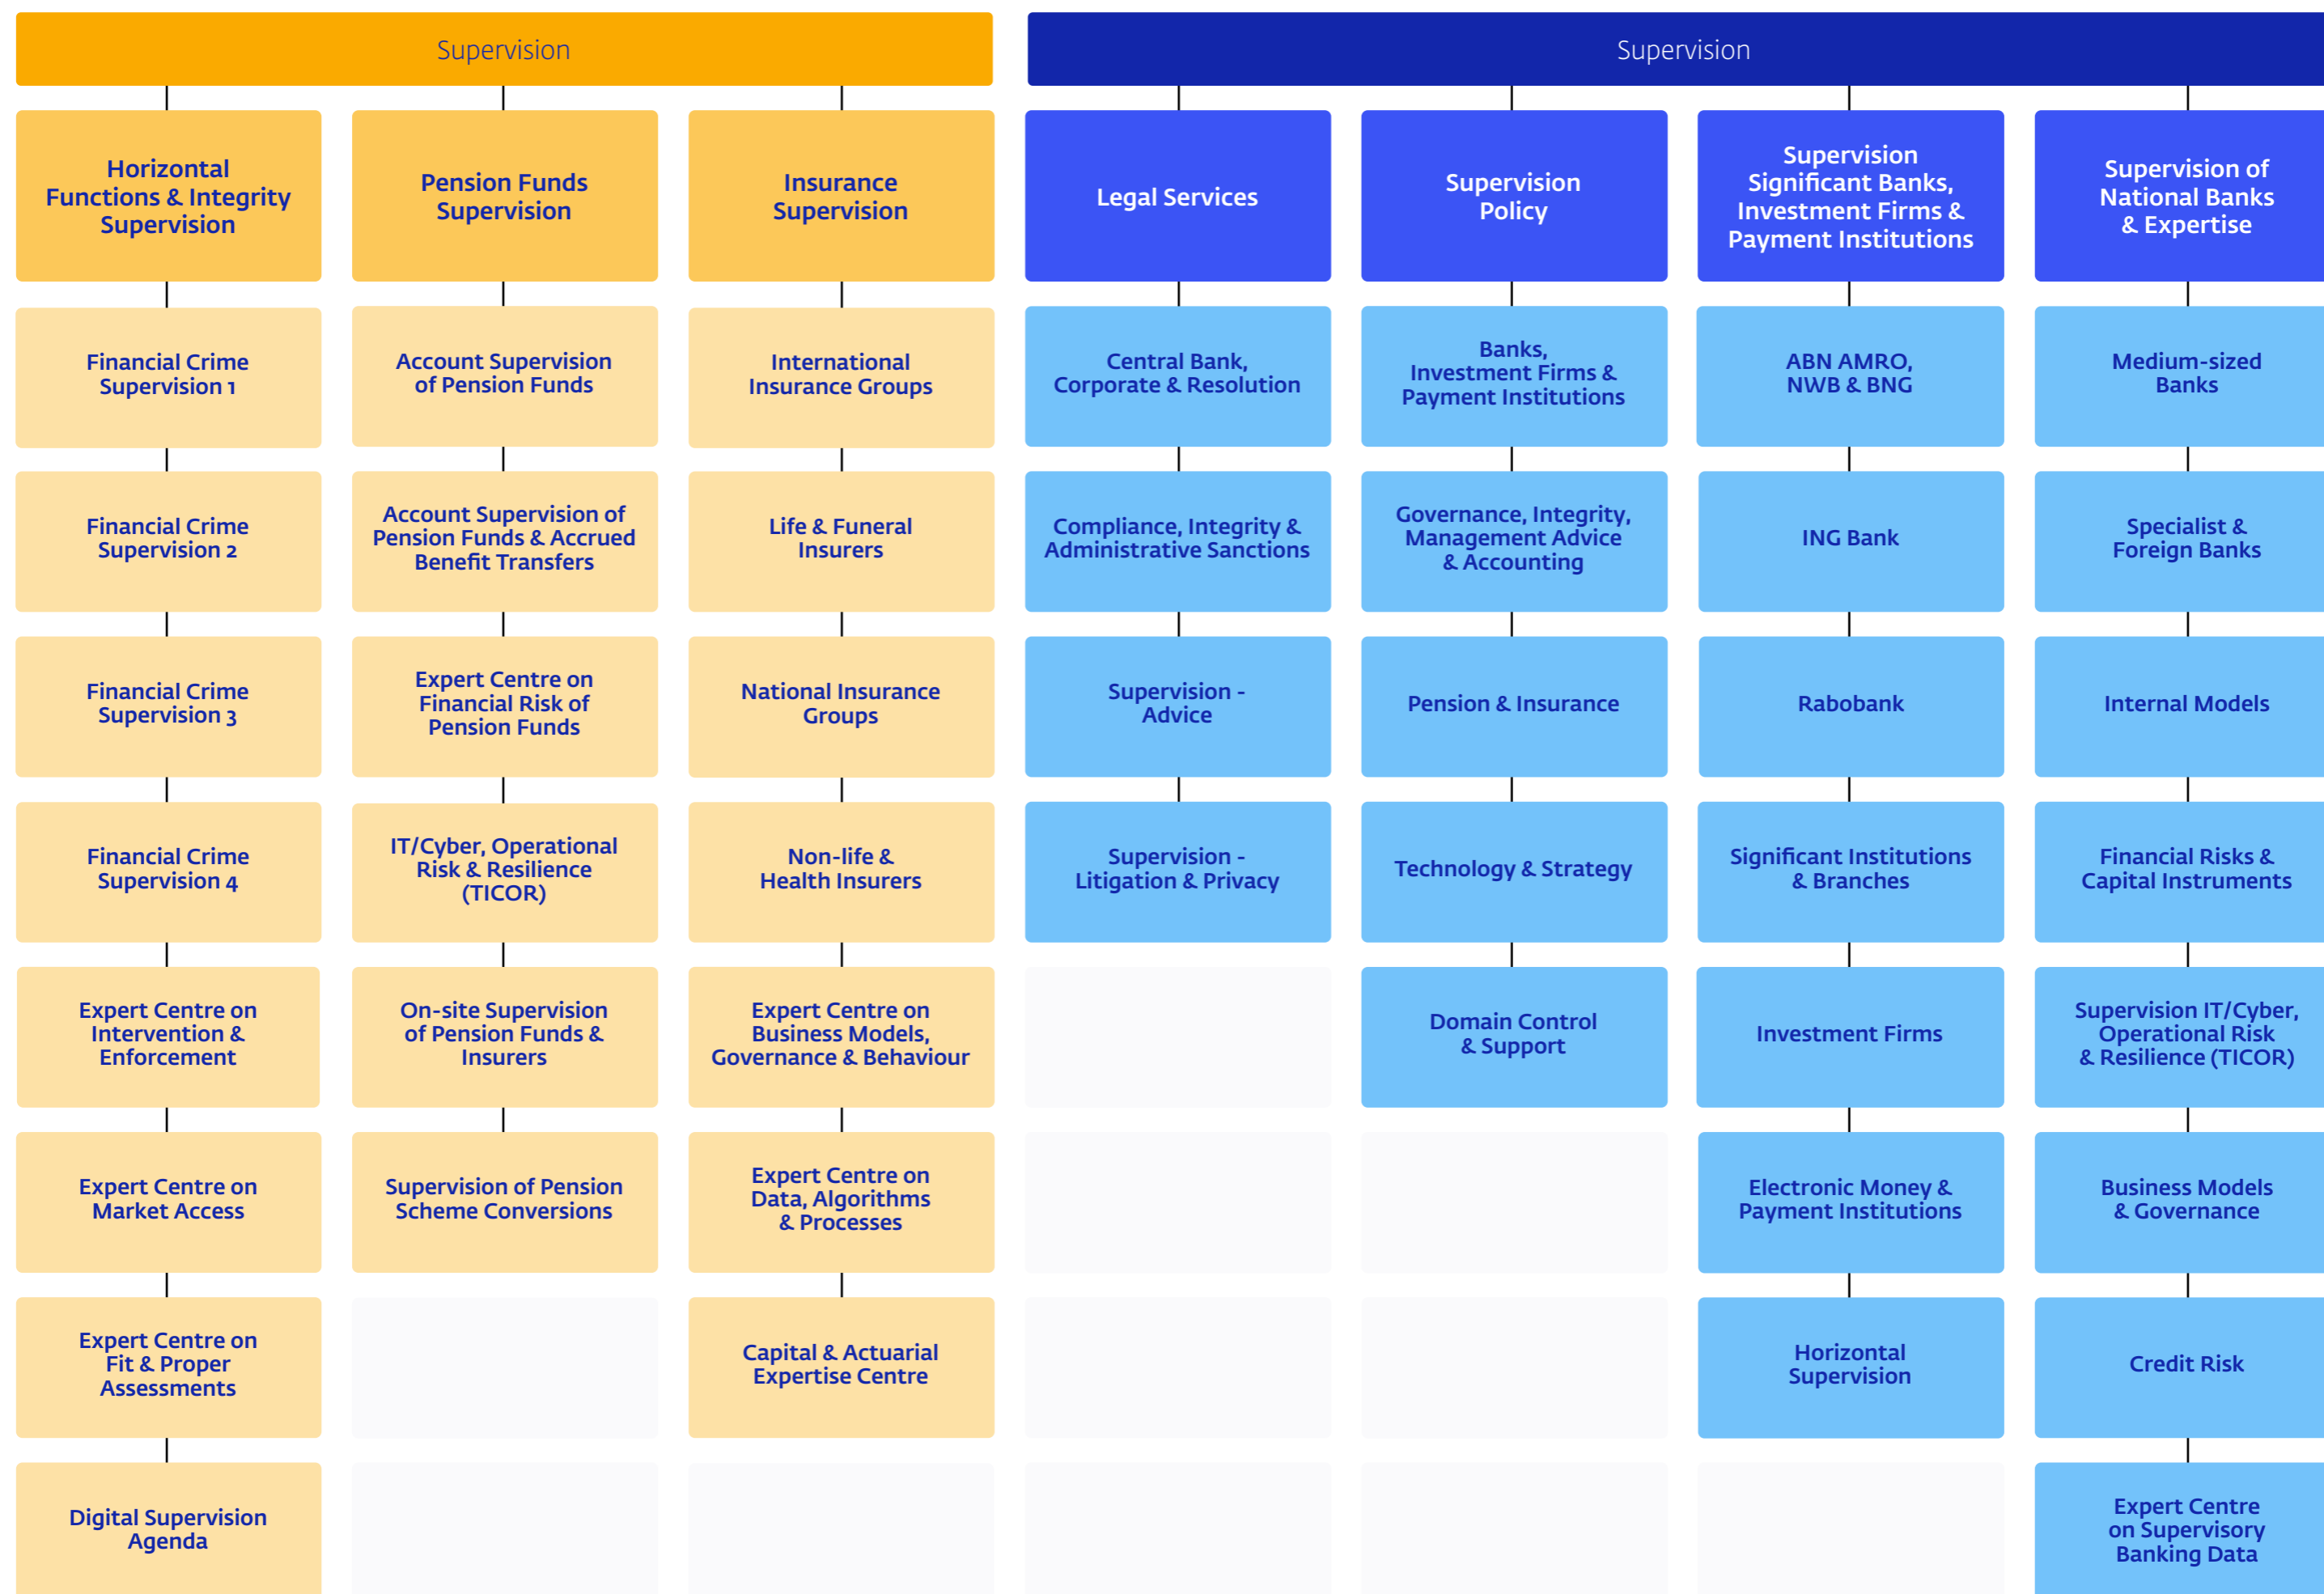 Supervision
Supervision
Horizontal
Functions & Integrity
Supervision
Pension Funds
Supervision
Insurance
Supervision
Legal Services
Supervision
Policy
Supervision
Significant Banks,
Investment Firms &
Payment Institutions
Supervision of
National Banks
& Expertise
Financial Crime
Supervision 1
Account Supervision
of Pension Funds
International
Insurance Groups
Central Bank,
Corporate & Resolution
Banks,
Investment Firms &
Payment Institutions
ABN AMRO,
NWB & BNG
Medium-sized
Banks
Financial Crime
Supervision 2
Account Supervision of
Pension Funds & Accrued
Benefit Transfers
Life & Funeral
Insurers
Compliance, Integrity &
Administrative Sanctions
Governance, Integrity,
Management Advice
& Accounting
ING Bank
Specialist &
Foreign Banks
Financial Crime
Supervision 3
Expert Centre on
Financial Risk of
Pension Funds
National Insurance
Groups
Supervision -
Advice
Pension & Insurance
Rabobank
Internal Models
Financial Crime
Supervision 4
IT/Cyber, Operational
Risk & Resilience
(TICOR)
Non-life &
Health Insurers
Supervision -
Litigation & Privacy
Technology & Strategy
Significant Institutions
& Branches
Financial Risks &
Capital Instruments
Expert Centre on
Intervention &
Enforcement
On-site Supervision
of Pension Funds &
Insurers
Expert Centre on
Business Models,
Governance & Behaviour
Domain Control
& Support
Investment Firms
Supervision IT/Cyber,
Operational Risk
& Resilience (TICOR)
Expert Centre on
Market Access
Supervision of Pension
Scheme Conversions
Expert Centre on
Data, Algorithms
& Processes
Electronic Money &
Payment Institutions
Business Models
& Governance
Expert Centre on
Fit & Proper
Assessments
Capital & Actuarial
Expertise Centre
Horizontal
Supervision
Credit Risk
Digital Supervision
Agenda
Expert Centre
on Supervisory
Banking Data